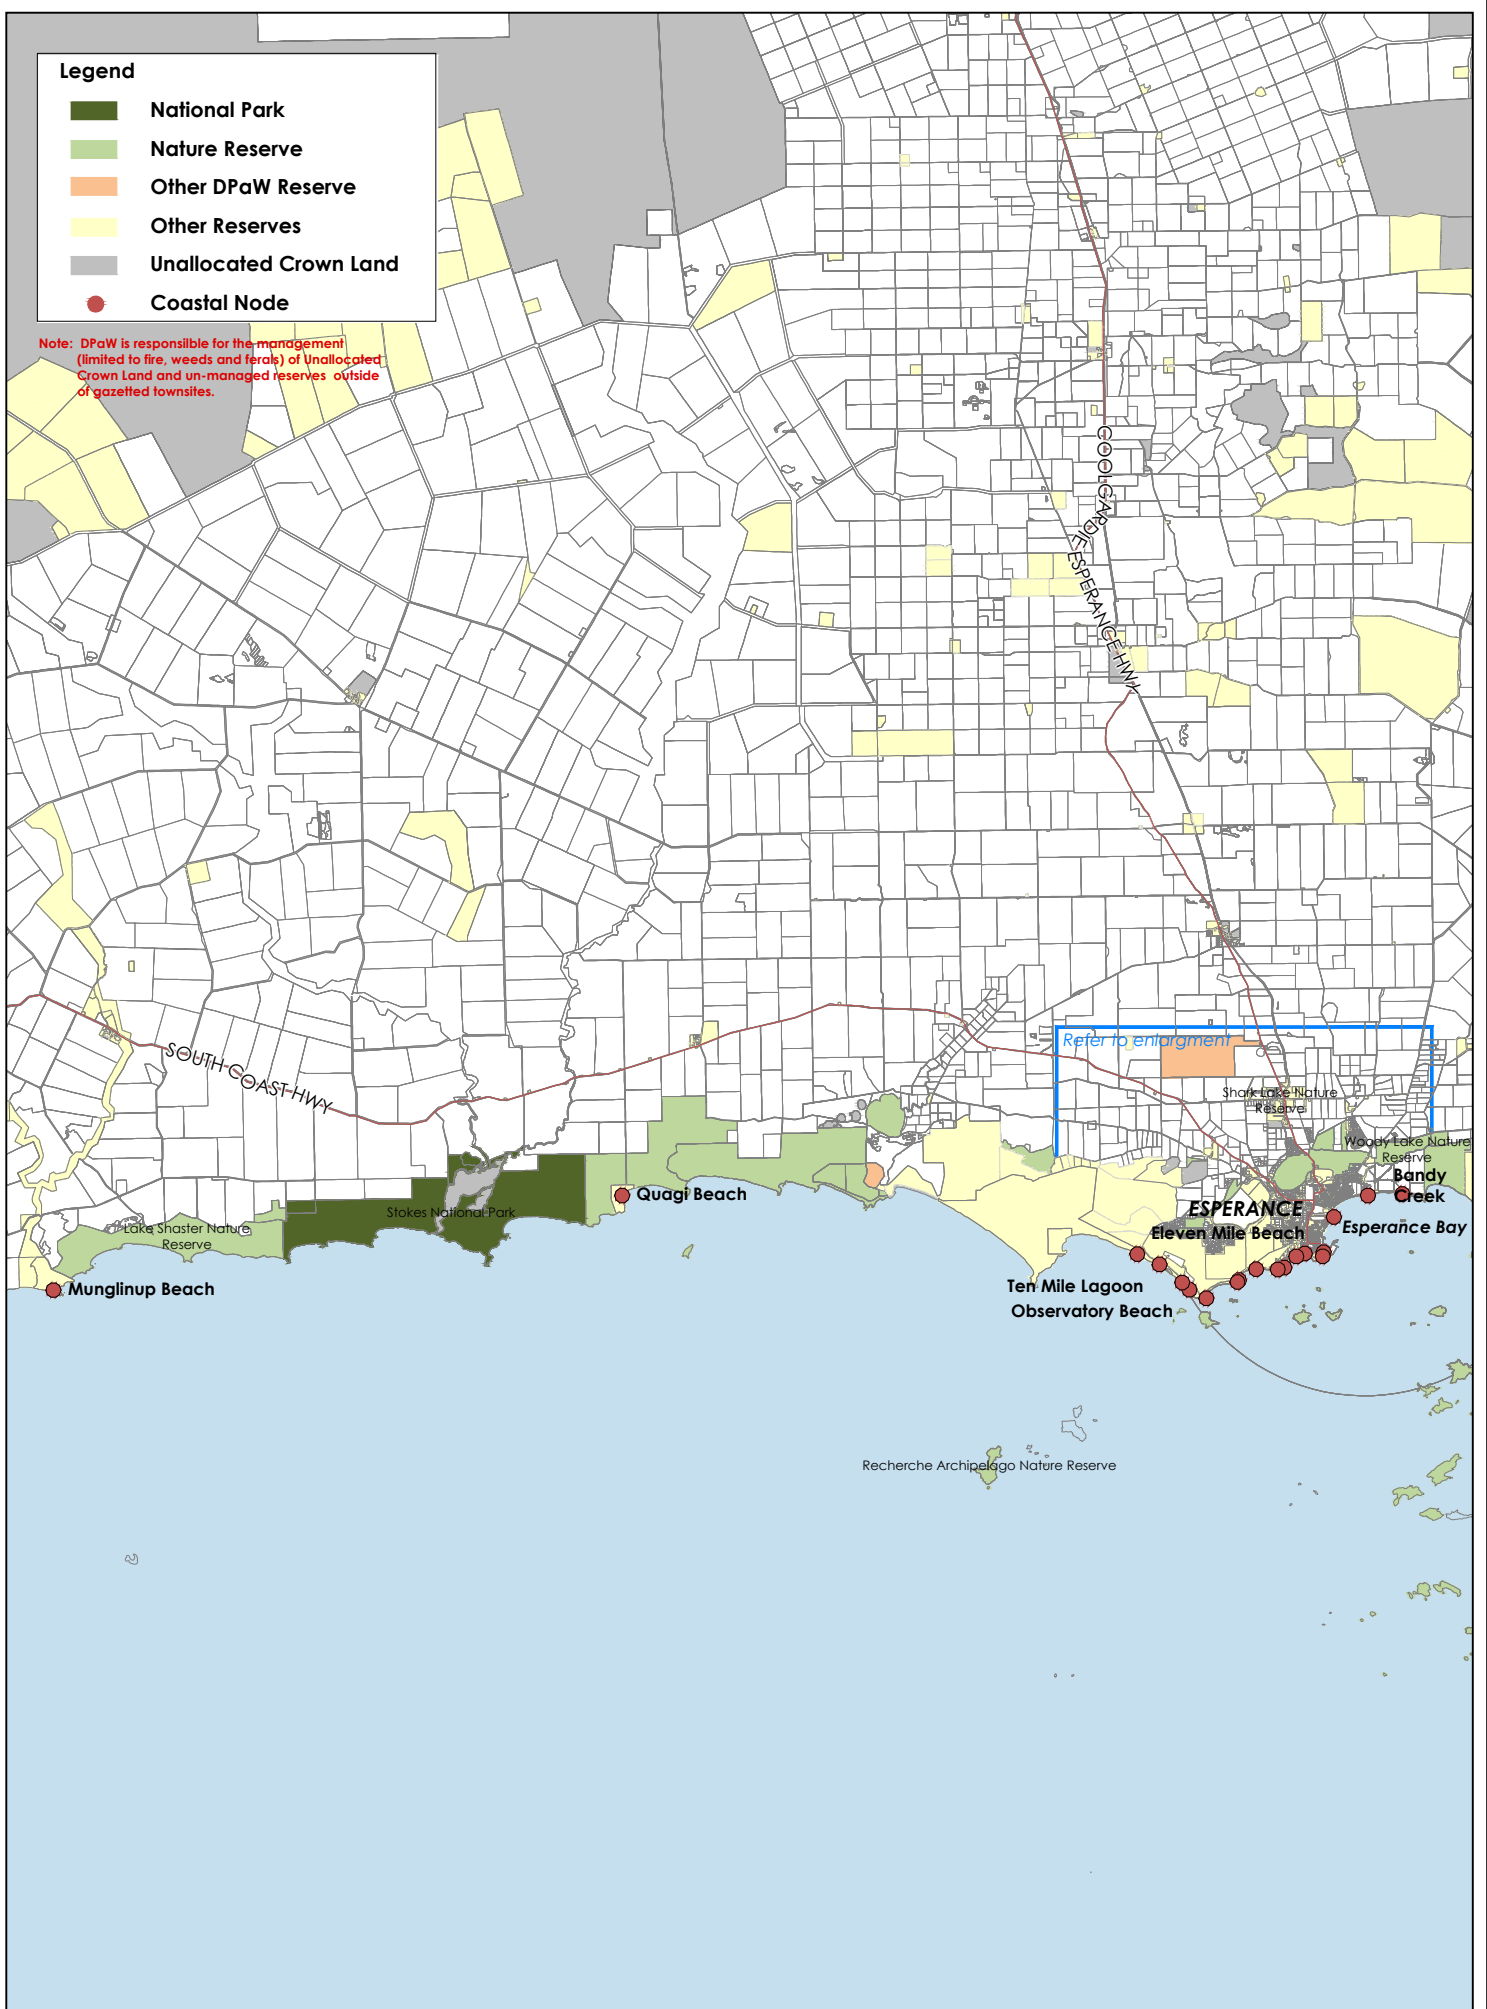 Legend
National Park
Nature Reserve
Other DPaW Reserve
Other Reserves
Unallocated Crown Land
Coastal Node
Note: DPaW is responsilble for the management
(limited to fire, weeds and ferals) of Unallocated
Crown Land and un-managed reserves outside
of gazetted townsites.
COOLGARDIE ESPERANCE HWY
SOUTH COAST HWY
Refer to enlargment
Shark Lake Nature
Reserve
Woody Lake Nature
Reserve
Bandy
Creek
Quagi Beach
Stokes National Park
ESPERANCE
Esperance Bay
Lake Shaster Nature
Reserve
Eleven Mile Beach
Munglinup Beach
Ten Mile Lagoon
Observatory Beach
Recherche Archipelago Nature Reserve